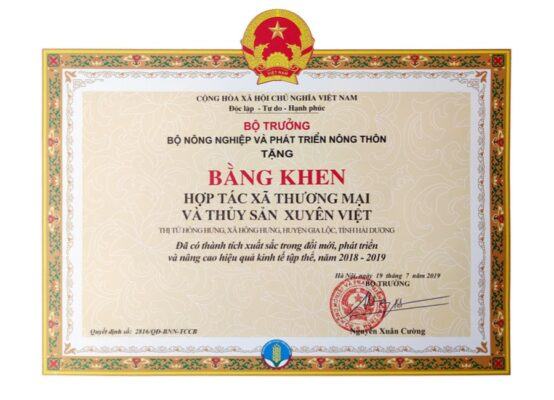 VIỆT NAM
CỘNG HÒA XÃ HỘI CHỦ NGHĨA VIỆT NAM
Độc lập - Tự do - Hạnh phúc
BỘ TRƯỞNG
BỘ NÔNG NGHIỆP VÀ PHÁT TRIỂN NÔNG THÔN
TẶNG
BẰNG KHEN
HỢP TÁC XÃ THƯƠNG MẠI
VÀ THỦY SẢN XUYÊN VIỆT
THỊ TỨ HỒNG HƯNG, XÃ HỒNG HƯNG, HUYỆN GIA LỘC, TỈNH HẢI DƯƠNG
Đã có thành tích xuất sắc trong đổi mới, phát triển
và nâng cao hiệu quả kinh tế tập thể, năm 2018 - 2019
Hà Nội, ngày 19 tháng 7 năm 2019
BỘ TRƯỞNG
Quyết định số: 2816/QĐ-BNN-TCCB
Nguyễn Xuân Cường